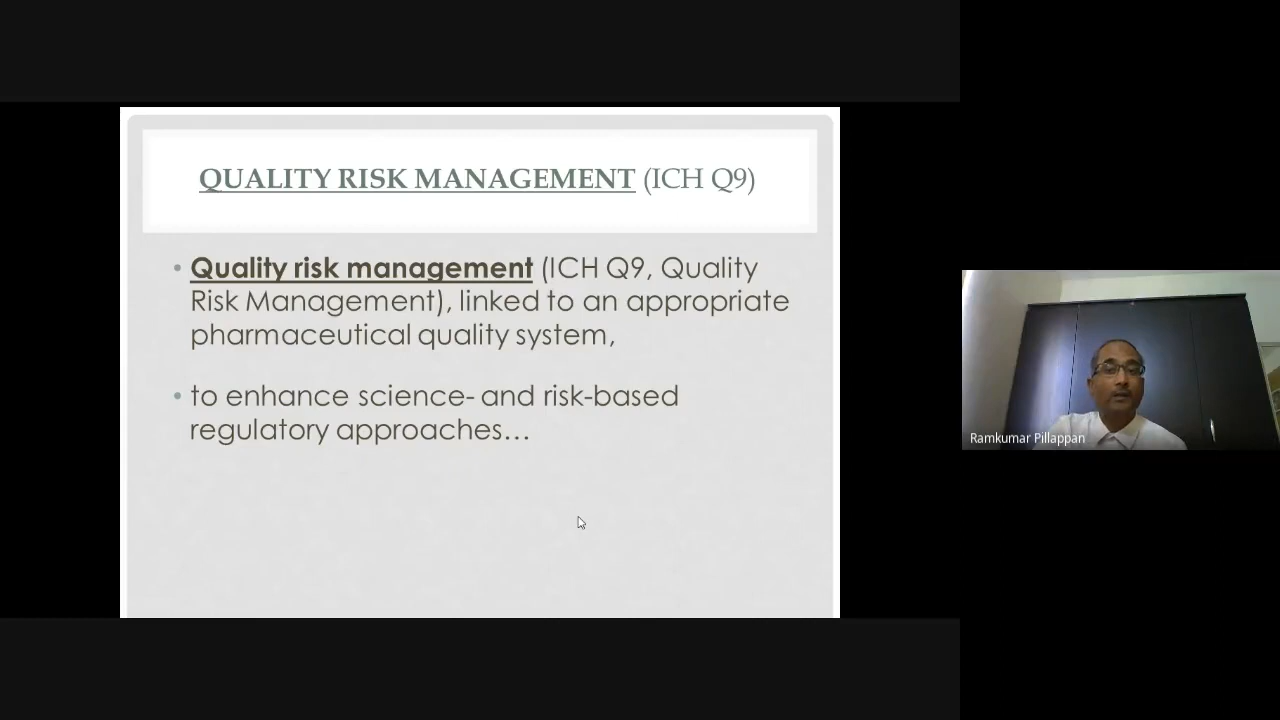 QUALITY RISK MANAGEMENT (ICH Q9)
• Quality risk management (ICH Q9, Quality
Risk Management), linked to an appropriate
pharmaceutical quality system,
• to enhance science- and risk-based
regulatory approaches…
Ramkumar Pillappan